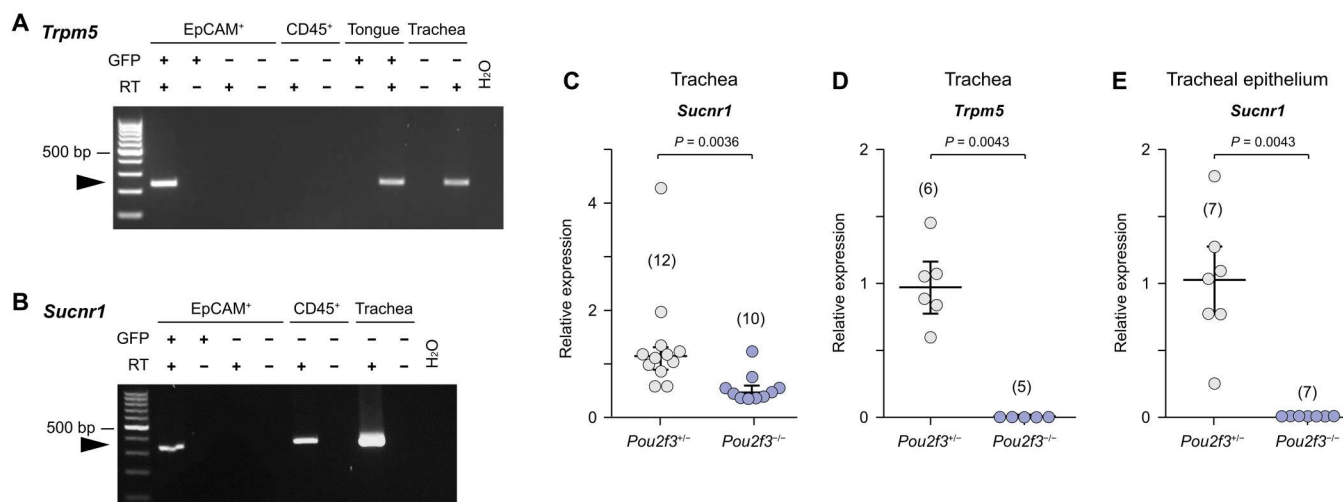 A
Trpm5
EpCAM⁺ CD45⁺ Tongue Trachea
GFP + + – – – – + + – – H₂O
RT + – + – + – – + – +
500 bp
B
Sucnr1
EpCAM⁺ CD45⁺ Trachea
GFP + + – – – – – – H₂O
RT + – + – + – + –
500 bp
C
Trachea
Sucnr1
P = 0.0036
Relative expression
4
2
0
(12)
(10)
Pou2f3⁺/⁻ Pou2f3⁻/⁻
D
Trachea
Trpm5
P = 0.0043
Relative expression
2
1
0
(6)
(5)
Pou2f3⁺/⁻ Pou2f3⁻/⁻
E
Tracheal epithelium
Sucnr1
P = 0.0043
Relative expression
2
1
0
(7)
(7)
Pou2f3⁺/⁻ Pou2f3⁻/⁻